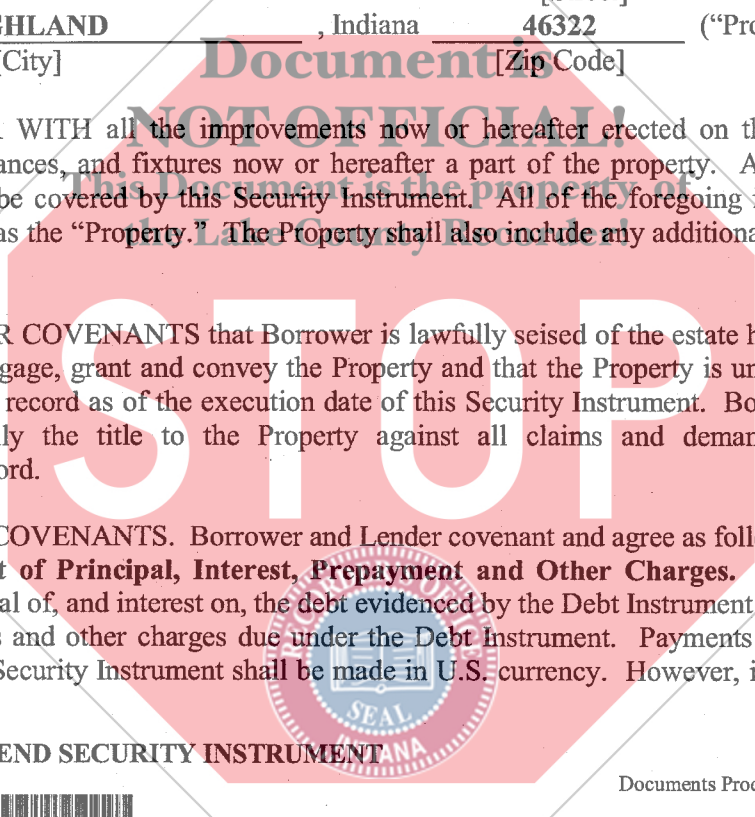 GHLAND , Indiana 46322 ("Pro
[City] [Zip Code]
Document is
WITH all the improvements now or hereafter erected on th
NOT OFFICIAL!
ances, and fixtures now or hereafter a part of the property. A
This Document is the property of
be covered by this Security Instrument. All of the foregoing i
the Lake County Recorder!
as the “Property.” The Property shall also include any additiona
STOP
R COVENANTS that Borrower is lawfully seised of the estate h
gage, grant and convey the Property and that the Property is un
record as of the execution date of this Security Instrument. Bo
ly the title to the Property against all claims and deman
ord.
COVENANTS. Borrower and Lender covenant and agree as follo
t of Principal, Interest, Prepayment and Other Charges.
al of, and interest on, the debt evidenced by the Debt Instrument
s and other charges due under the Debt Instrument. Payments
Security Instrument shall be made in U.S. currency. However, i
SEAL
INDIANA
END SECURITY INSTRUMENT
Documents Proc